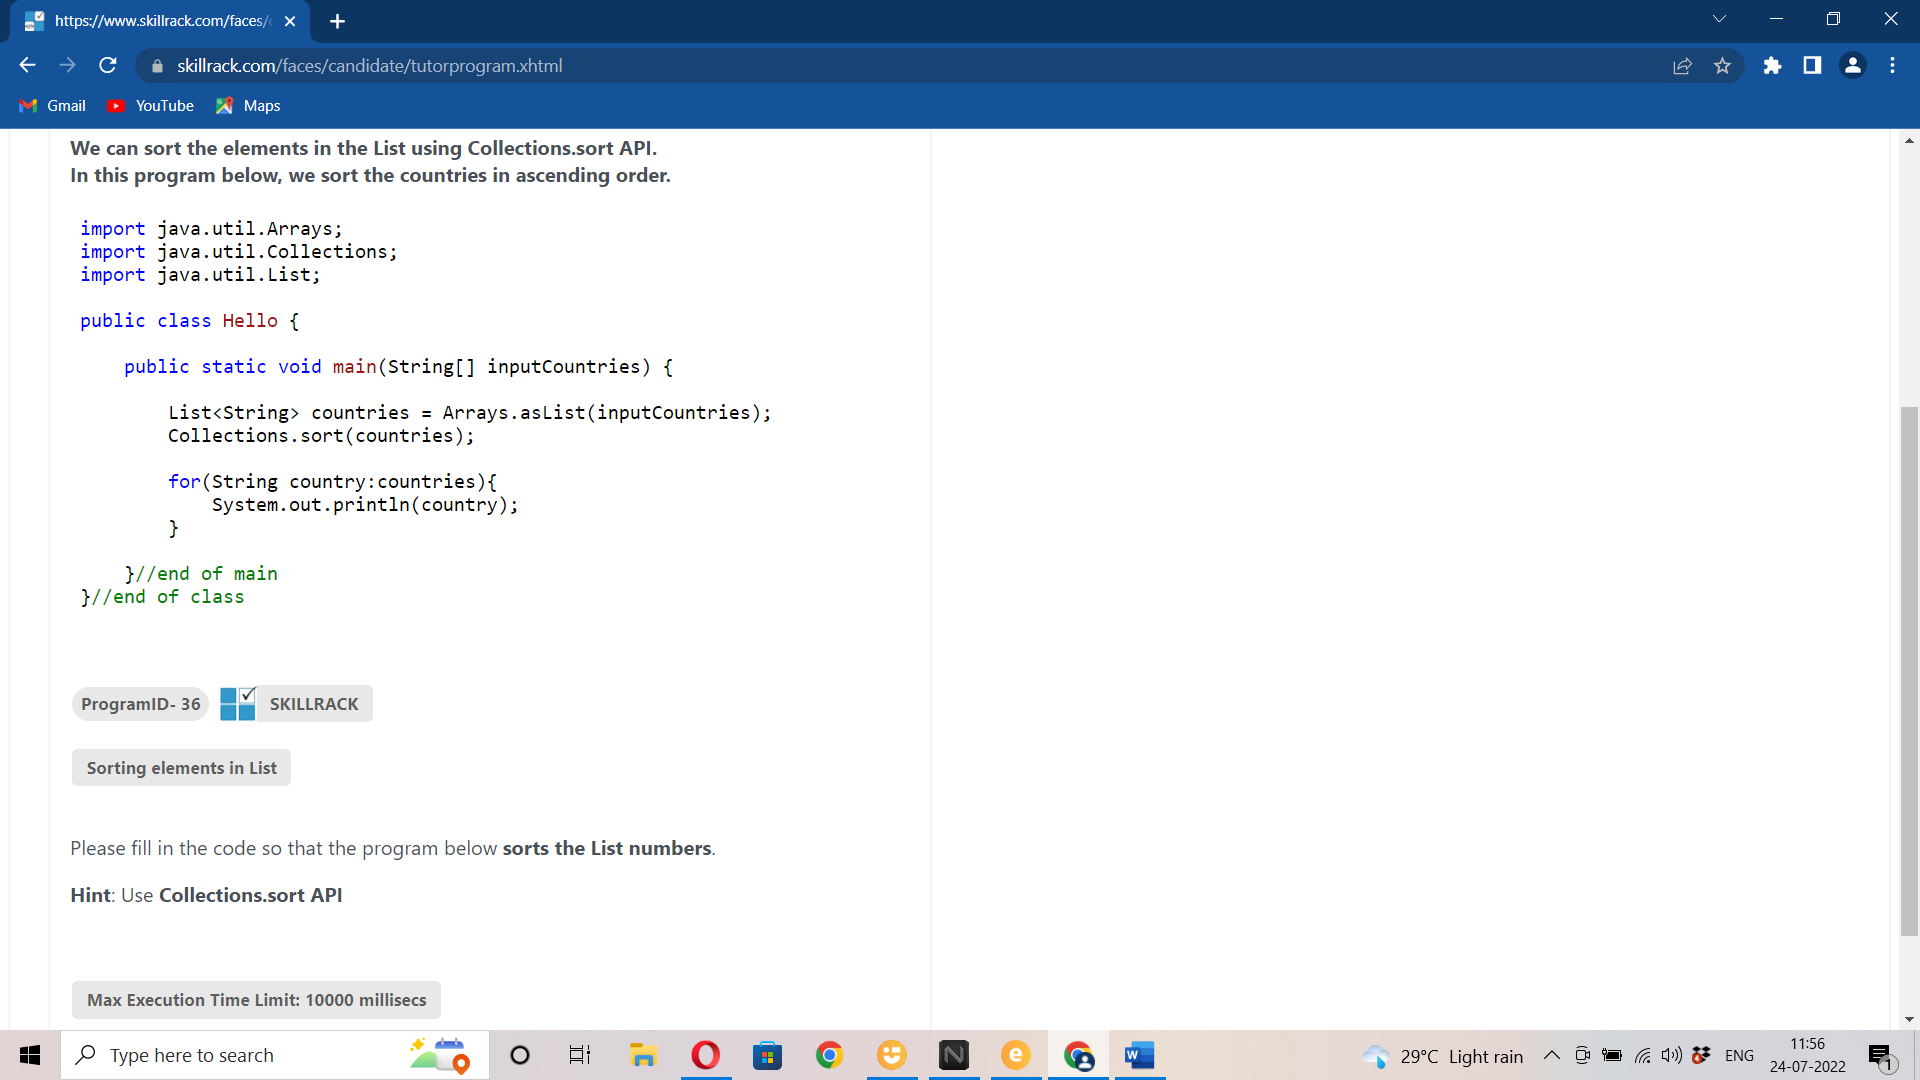 https://www.skillrack.com/faces/c
skillrack.com/faces/candidate/tutorprogram.xhtml
Gmail YouTube Maps
We can sort the elements in the List using Collections.sort API.
In this program below, we sort the countries in ascending order.
import java.util.Arrays;
import java.util.Collections;
import java.util.List;
public class Hello {
public static void main(String[] inputCountries) {
List<String> countries = Arrays.asList(inputCountries);
Collections.sort(countries);
for(String country:countries){
System.out.println(country);
}
}//end of main
}//end of class
ProgramID- 36 SKILLRACK
Sorting elements in List
Please fill in the code so that the program below sorts the List numbers.
Hint: Use Collections.sort API
Max Execution Time Limit: 10000 millisecs
Type here to search
29°C Light rain
ENG
11:56
24-07-2022
1